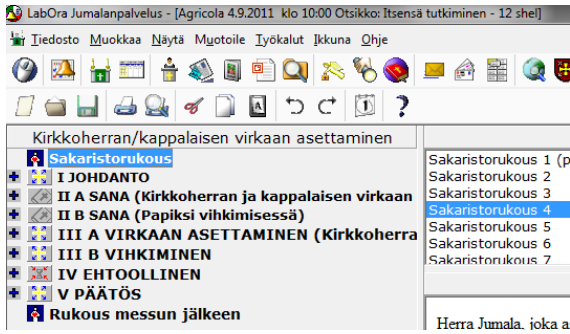 LabOra Jumalanpalvelus - [Agricola 4.9.2011 klo 10:00 Otsikko: Itsensä tutkiminen - 12 shel]
Tiedosto Muokkaa Näytä Muotoile Työkalut Ikkuna Ohje
Kirkkoherran/kappalaisen virkaan asettaminen
Sakaristorukous
I JOHDANTO
II A SANA (Kirkkoherran ja kappalaisen virkaan
II B SANA (Papiksi vihkimisessä)
III A VIRKAAN ASETTAMINEN (Kirkkoherra
III B VIHKIMINEN
IV EHTOOLLINEN
V PÄÄTÖS
Rukous messun jälkeen
Sakaristorukous 1 (p
Sakaristorukous 2
Sakaristorukous 3
Sakaristorukous 4
Sakaristorukous 5
Sakaristorukous 6
Sakaristorukous 7
Herra Jumala, joka a